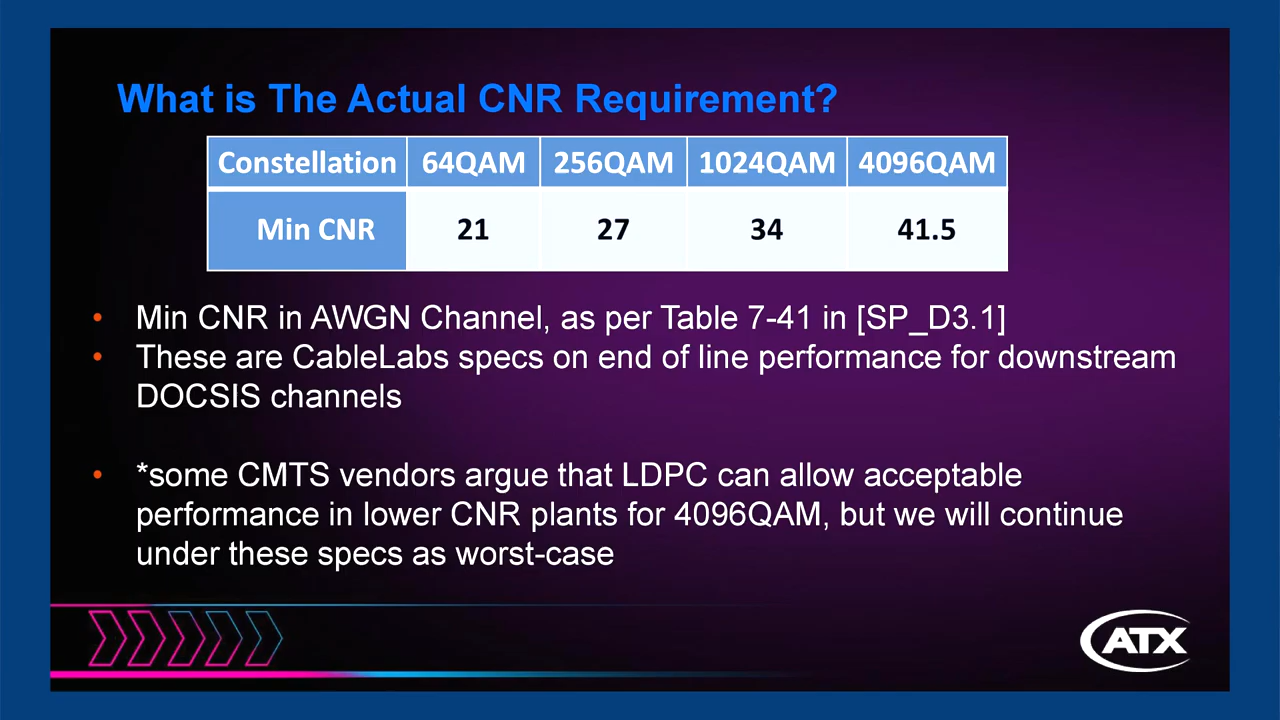 What is The Actual CNR Requirement?
Constellation 64QAM 256QAM 1024QAM 4096QAM
Min CNR 21 27 34 41.5
• Min CNR in AWGN Channel, as per Table 7-41 in [SP_D3.1]
• These are CableLabs specs on end of line performance for downstream
DOCSIS channels
• *some CMTS vendors argue that LDPC can allow acceptable
performance in lower CNR plants for 4096QAM, but we will continue
under these specs as worst-case
ATX